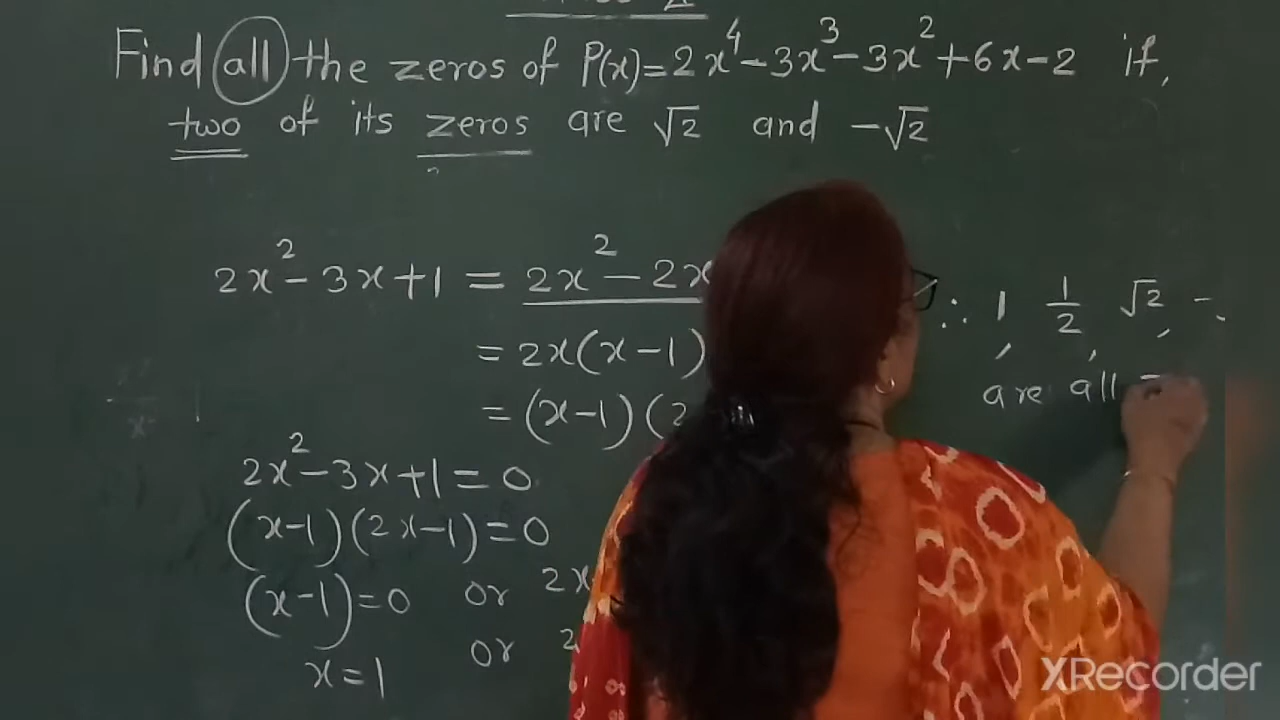 Find all the zeros of P(x)=2x⁴-3x³-3x²+6x-2 if,
two of its zeros are √2 and -√2
2x²-3x+1 = 2x²-2x
= 2x(x-1)
= (x-1)(2
2x²-3x+1=0
(x-1)(2x-1)=0
(x-1)=0 or 2x
x=1 or 2
∴ 1, 1/2, √2, -
are all
XRecorder